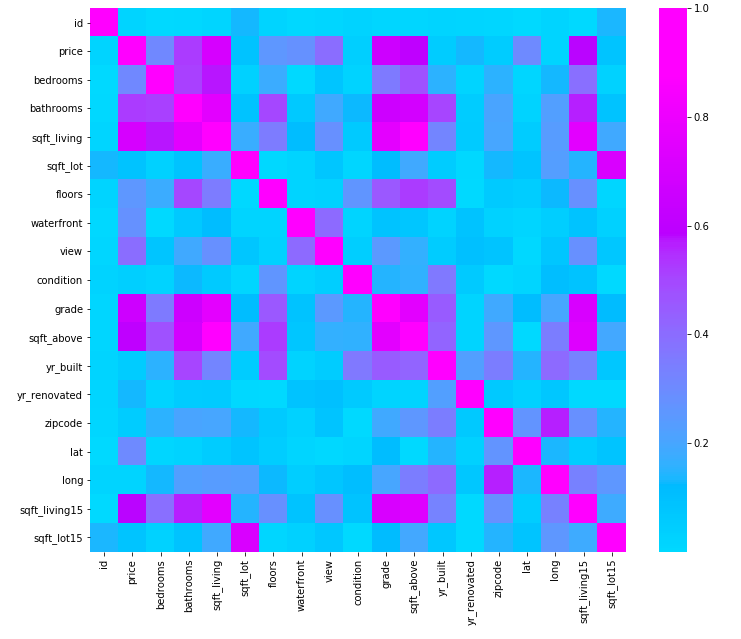 id
price
bedrooms
bathrooms
sqft_living
sqft_lot
floors
waterfront
view
condition
grade
sqft_above
yr_built
yr_renovated
zipcode
lat
long
sqft_living15
sqft_lot15
id
price
bedrooms
bathrooms
sqft_living
sqft_lot
floors
waterfront
view
condition
grade
sqft_above
yr_built
yr_renovated
zipcode
lat
long
sqft_living15
sqft_lot15
1.0
0.8
0.6
0.4
0.2